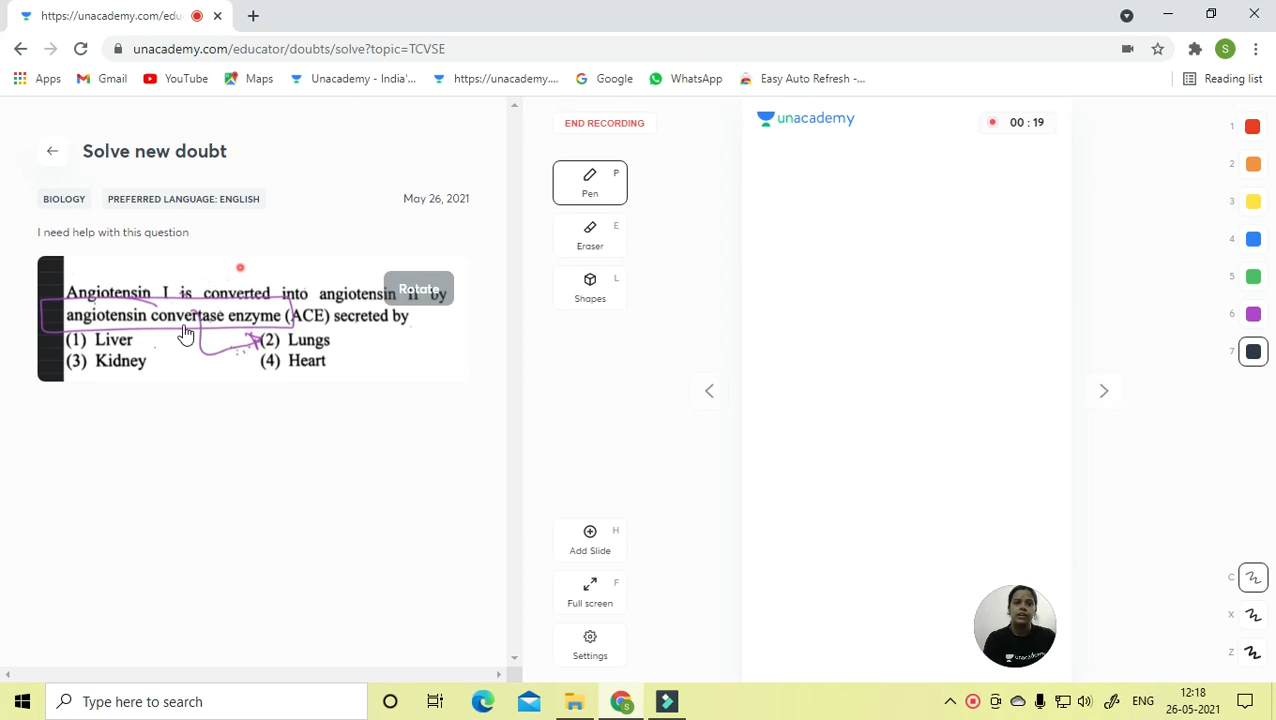 https://unacademy.com/edu
unacademy.com/educator/doubts/solve?topic=TCVSE
S
Apps
Gmail
YouTube
Maps
Unacademy - India'...
https://unacademy....
Google
WhatsApp
Easy Auto Refresh -...
Reading list
Solve new doubt
BIOLOGY
PREFERRED LANGUAGE: ENGLISH
May 26, 2021
I need help with this question
Rotate
Angiotensin I is converted into angiotensin II by
angiotensin convertase enzyme (ACE) secreted by
(1) Liver
(2) Lungs
(3) Kidney
(4) Heart
END RECORDING
P
Pen
E
Eraser
L
Shapes
H
Add Slide
F
Full screen
Settings
unacademy
00 : 19
unacademy
1
2
3
4
5
6
7
C
X
Z
Type here to search
S
ENG
12:18
26-05-2021